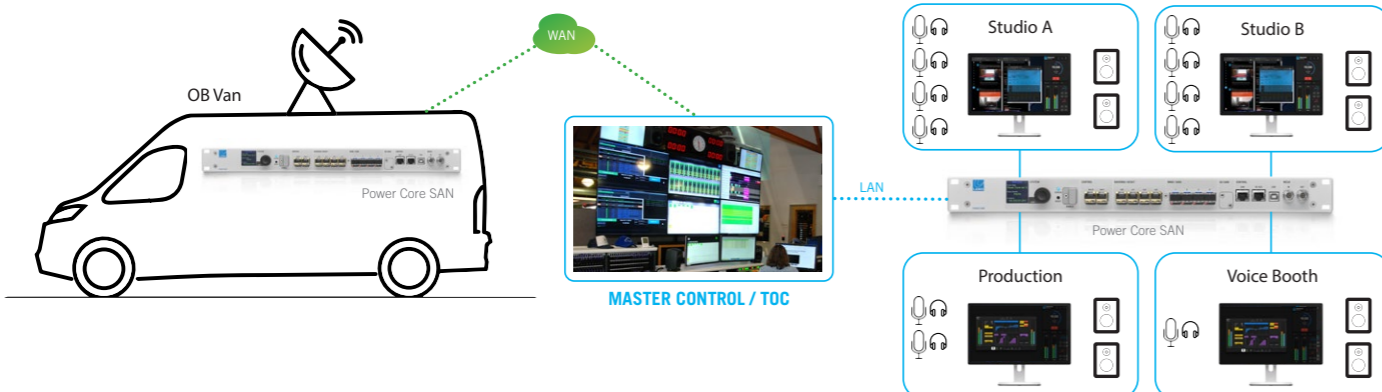 WAN
Studio A
Studio B
OB Van
Power Core SAN
LAN
Power Core SAN
MASTER CONTROL / TOC
Production
Voice Booth